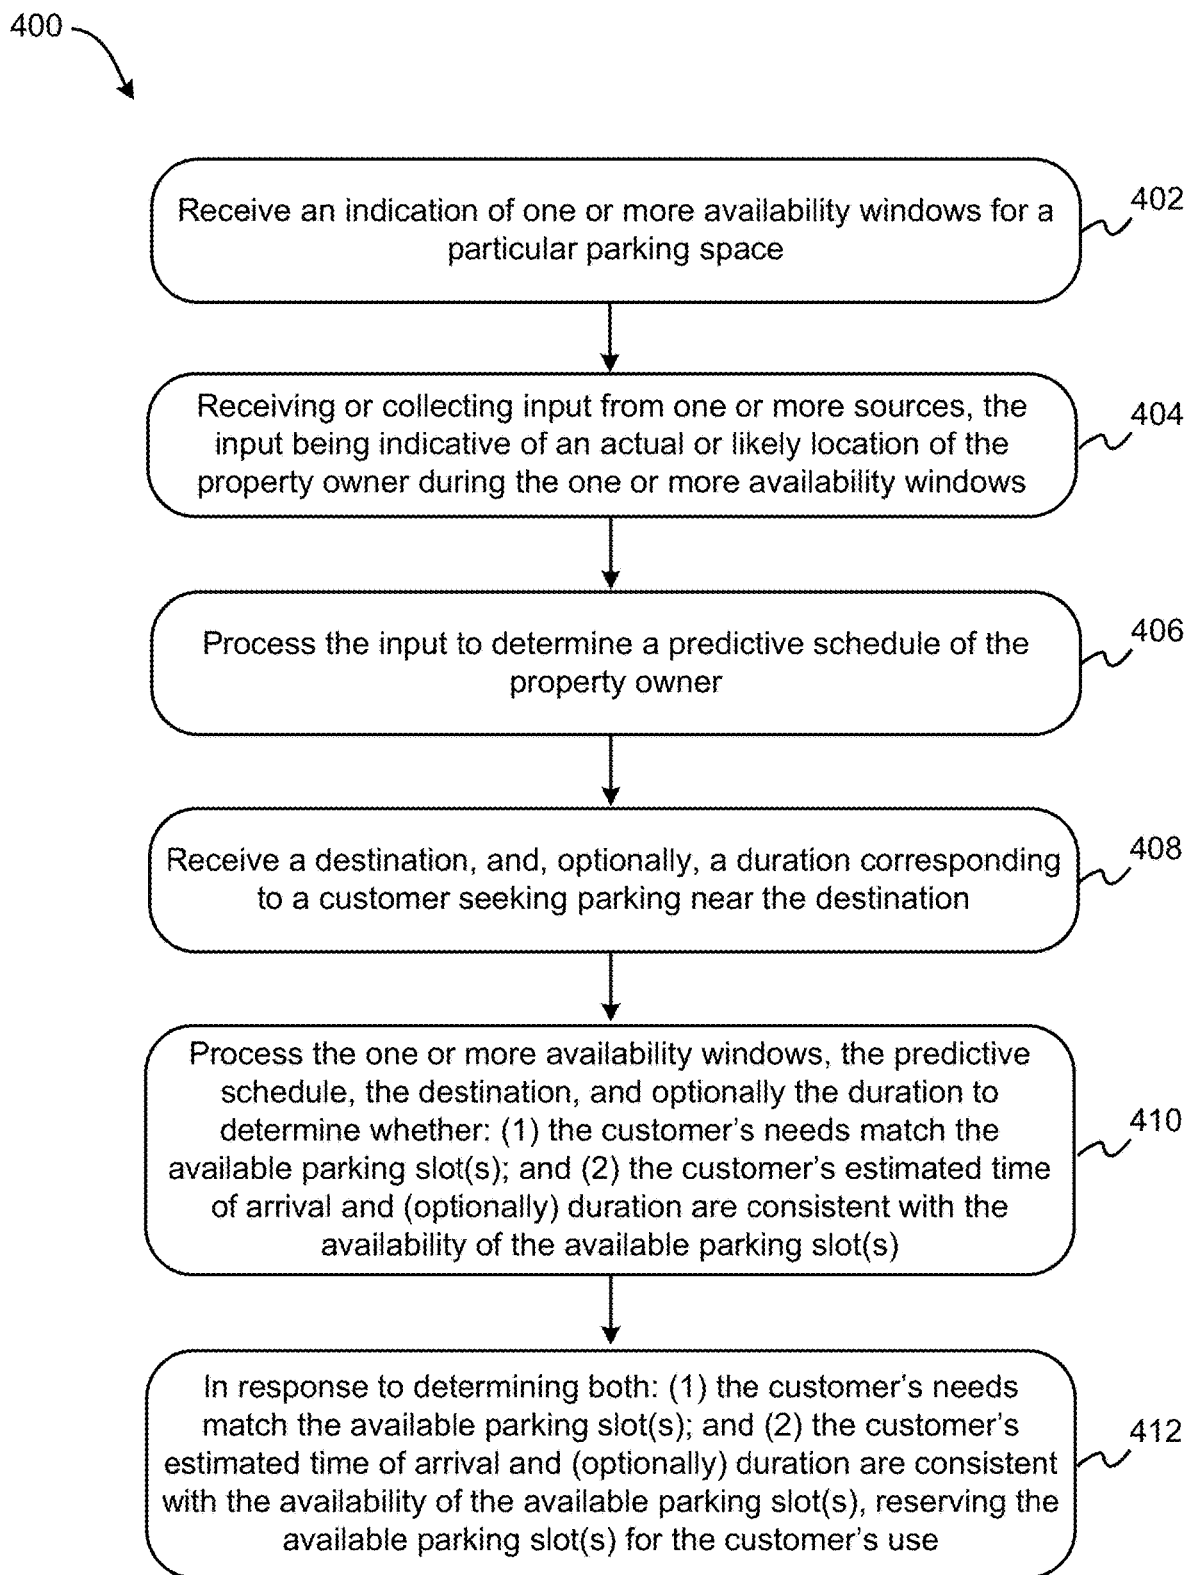 400
Receive an indication of one or more availability windows for a
particular parking space
402
Receiving or collecting input from one or more sources, the
input being indicative of an actual or likely location of the
property owner during the one or more availability windows
404
Process the input to determine a predictive schedule of the
property owner
406
Receive a destination, and, optionally, a duration corresponding
to a customer seeking parking near the destination
408
Process the one or more availability windows, the predictive
schedule, the destination, and optionally the duration to
determine whether: (1) the customer's needs match the
available parking slot(s); and (2) the customer's estimated time
of arrival and (optionally) duration are consistent with the
availability of the available parking slot(s)
410
In response to determining both: (1) the customer's needs
match the available parking slot(s); and (2) the customer's
estimated time of arrival and (optionally) duration are consistent
with the availability of the available parking slot(s), reserving the
available parking slot(s) for the customer's use
412